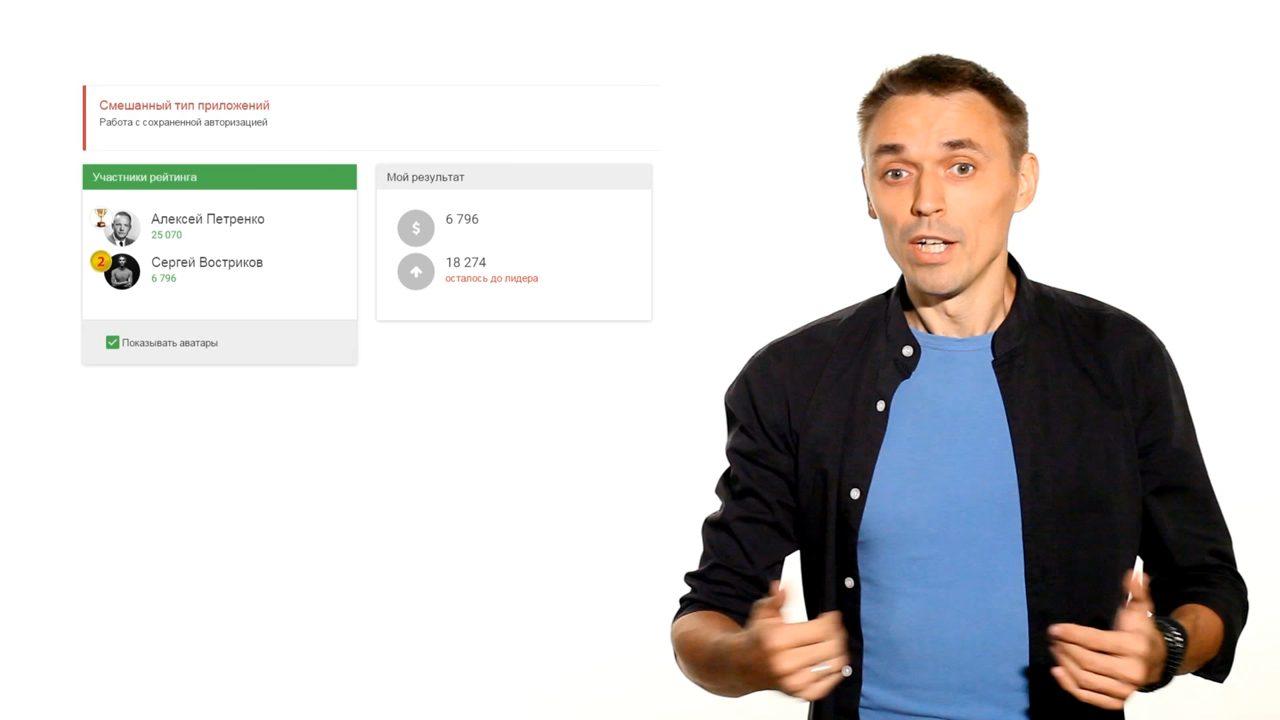 Смешанный тип приложений
Работа с сохраненной авторизацией
Участники рейтинга
Алексей Петренко
25 070
2
Сергей Востриков
6 796
Показывать аватары
Мой результат
$
6 796
18 274
осталось до лидера